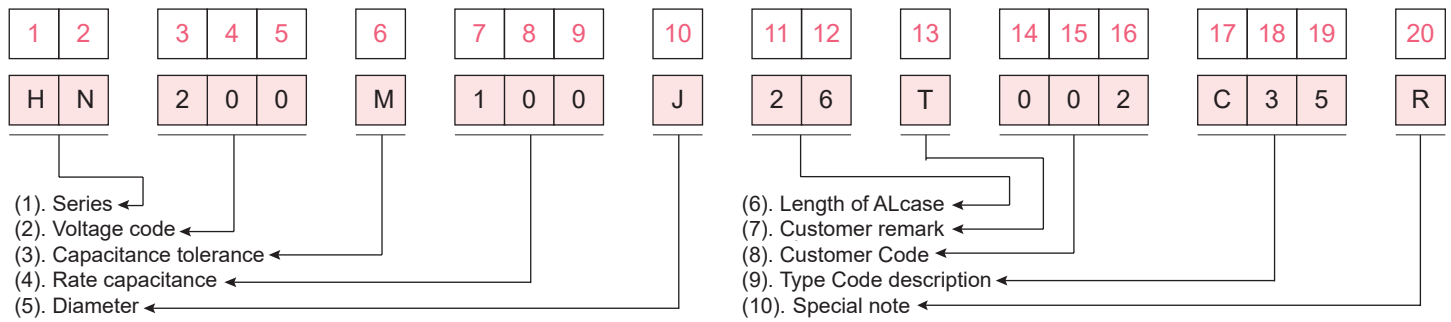 1 2 3 4 5 6 7 8 9 10 11 12 13 14 15 16 17 18 19 20
H N 2 0 0 M 1 0 0 J 2 6 T 0 0 2 C 3 5 R
(1). Series
(2). Voltage code
(3). Capacitance tolerance
(4). Rate capacitance
(5). Diameter
(6). Length of ALcase
(7). Customer remark
(8). Customer Code
(9). Type Code description
(10). Special note